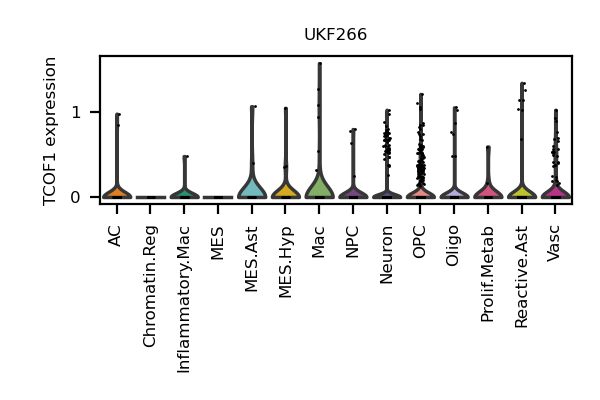 UKF266
TCOF1 expression
1
0
AC
Chromatin.Reg
Inflammatory.Mac
MES
MES.Ast
MES.Hyp
Mac
NPC
Neuron
OPC
Oligo
Prolif.Metab
Reactive.Ast
Vasc